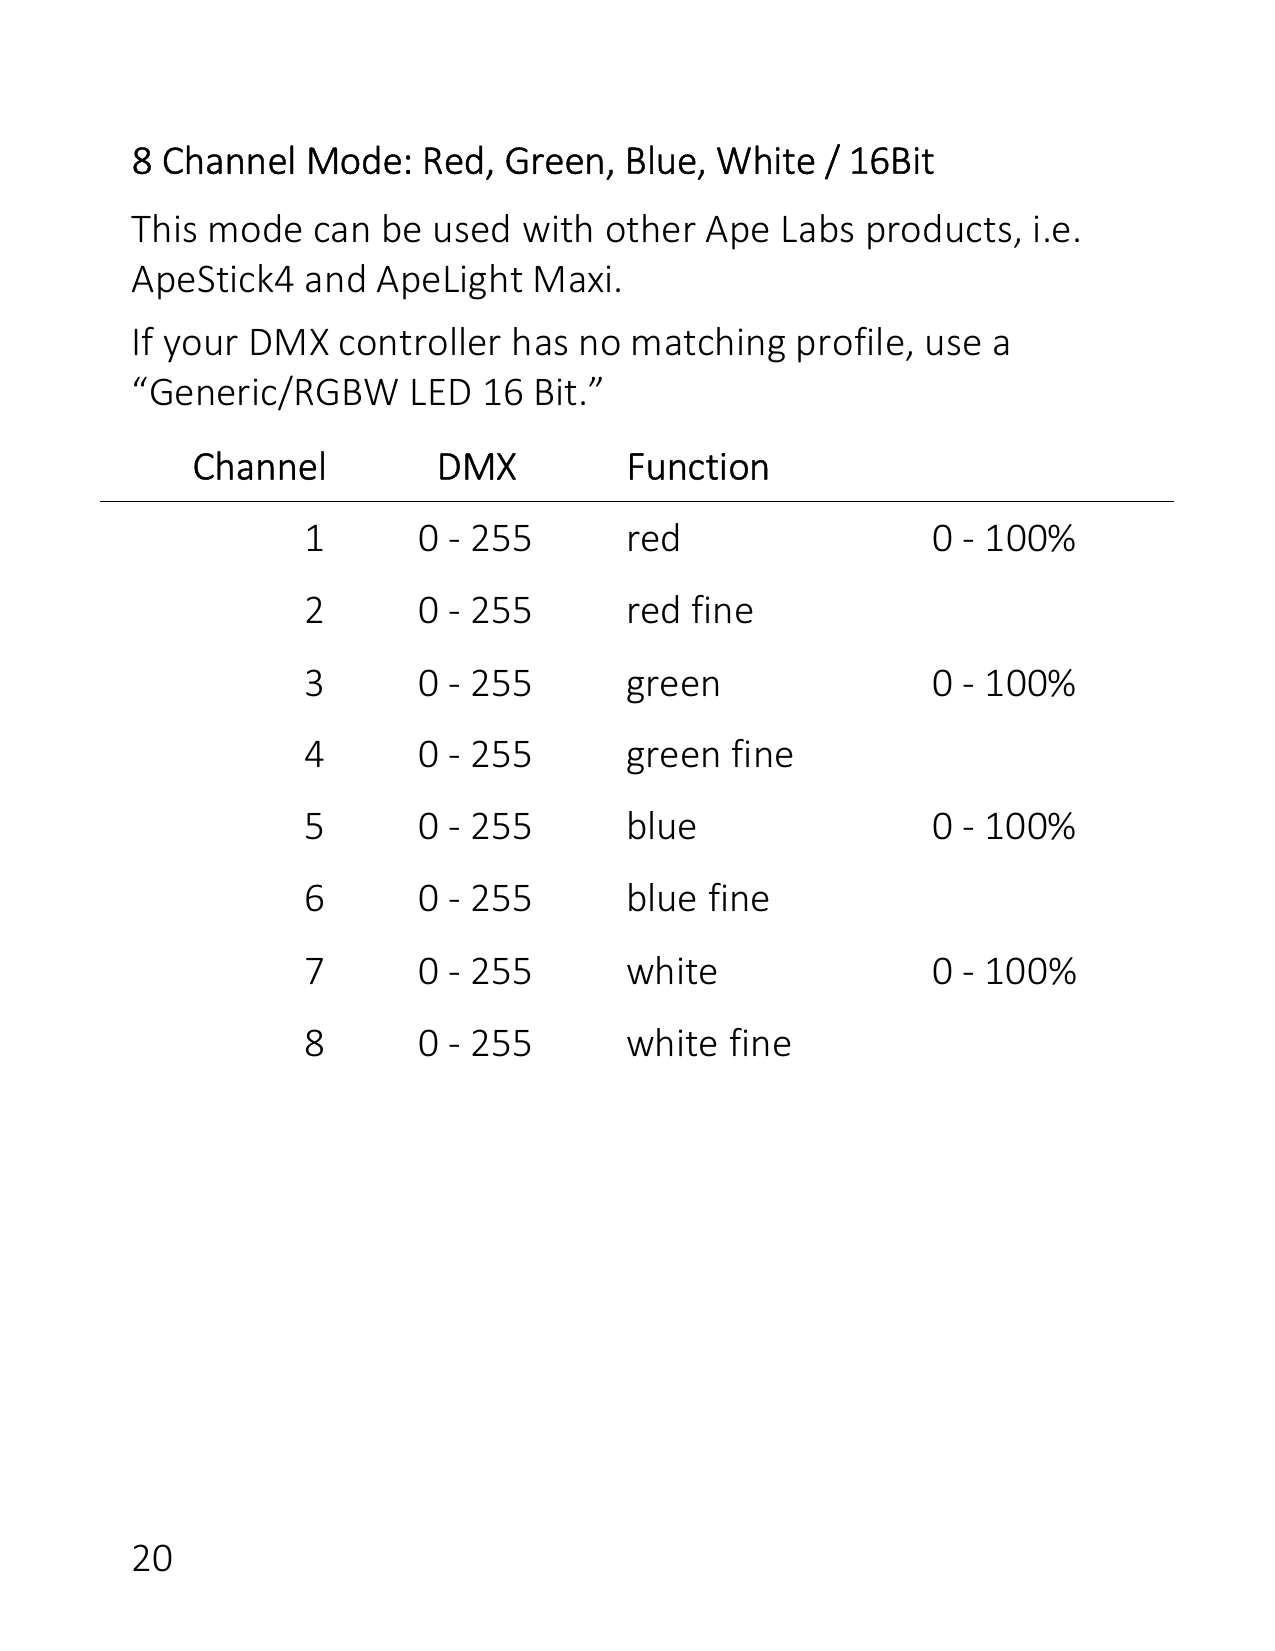 8 Channel Mode: Red, Green, Blue, White / 16Bit
This mode can be used with other Ape Labs products, i.e.
ApeStick4 and ApeLight Maxi.
If your DMX controller has no matching profile, use a
“Generic/RGBW LED 16 Bit.”
Channel DMX Function
1 0 - 255 red 0 - 100%
2 0 - 255 red fine
3 0 - 255 green 0 - 100%
4 0 - 255 green fine
5 0 - 255 blue 0 - 100%
6 0 - 255 blue fine
7 0 - 255 white 0 - 100%
8 0 - 255 white fine
20